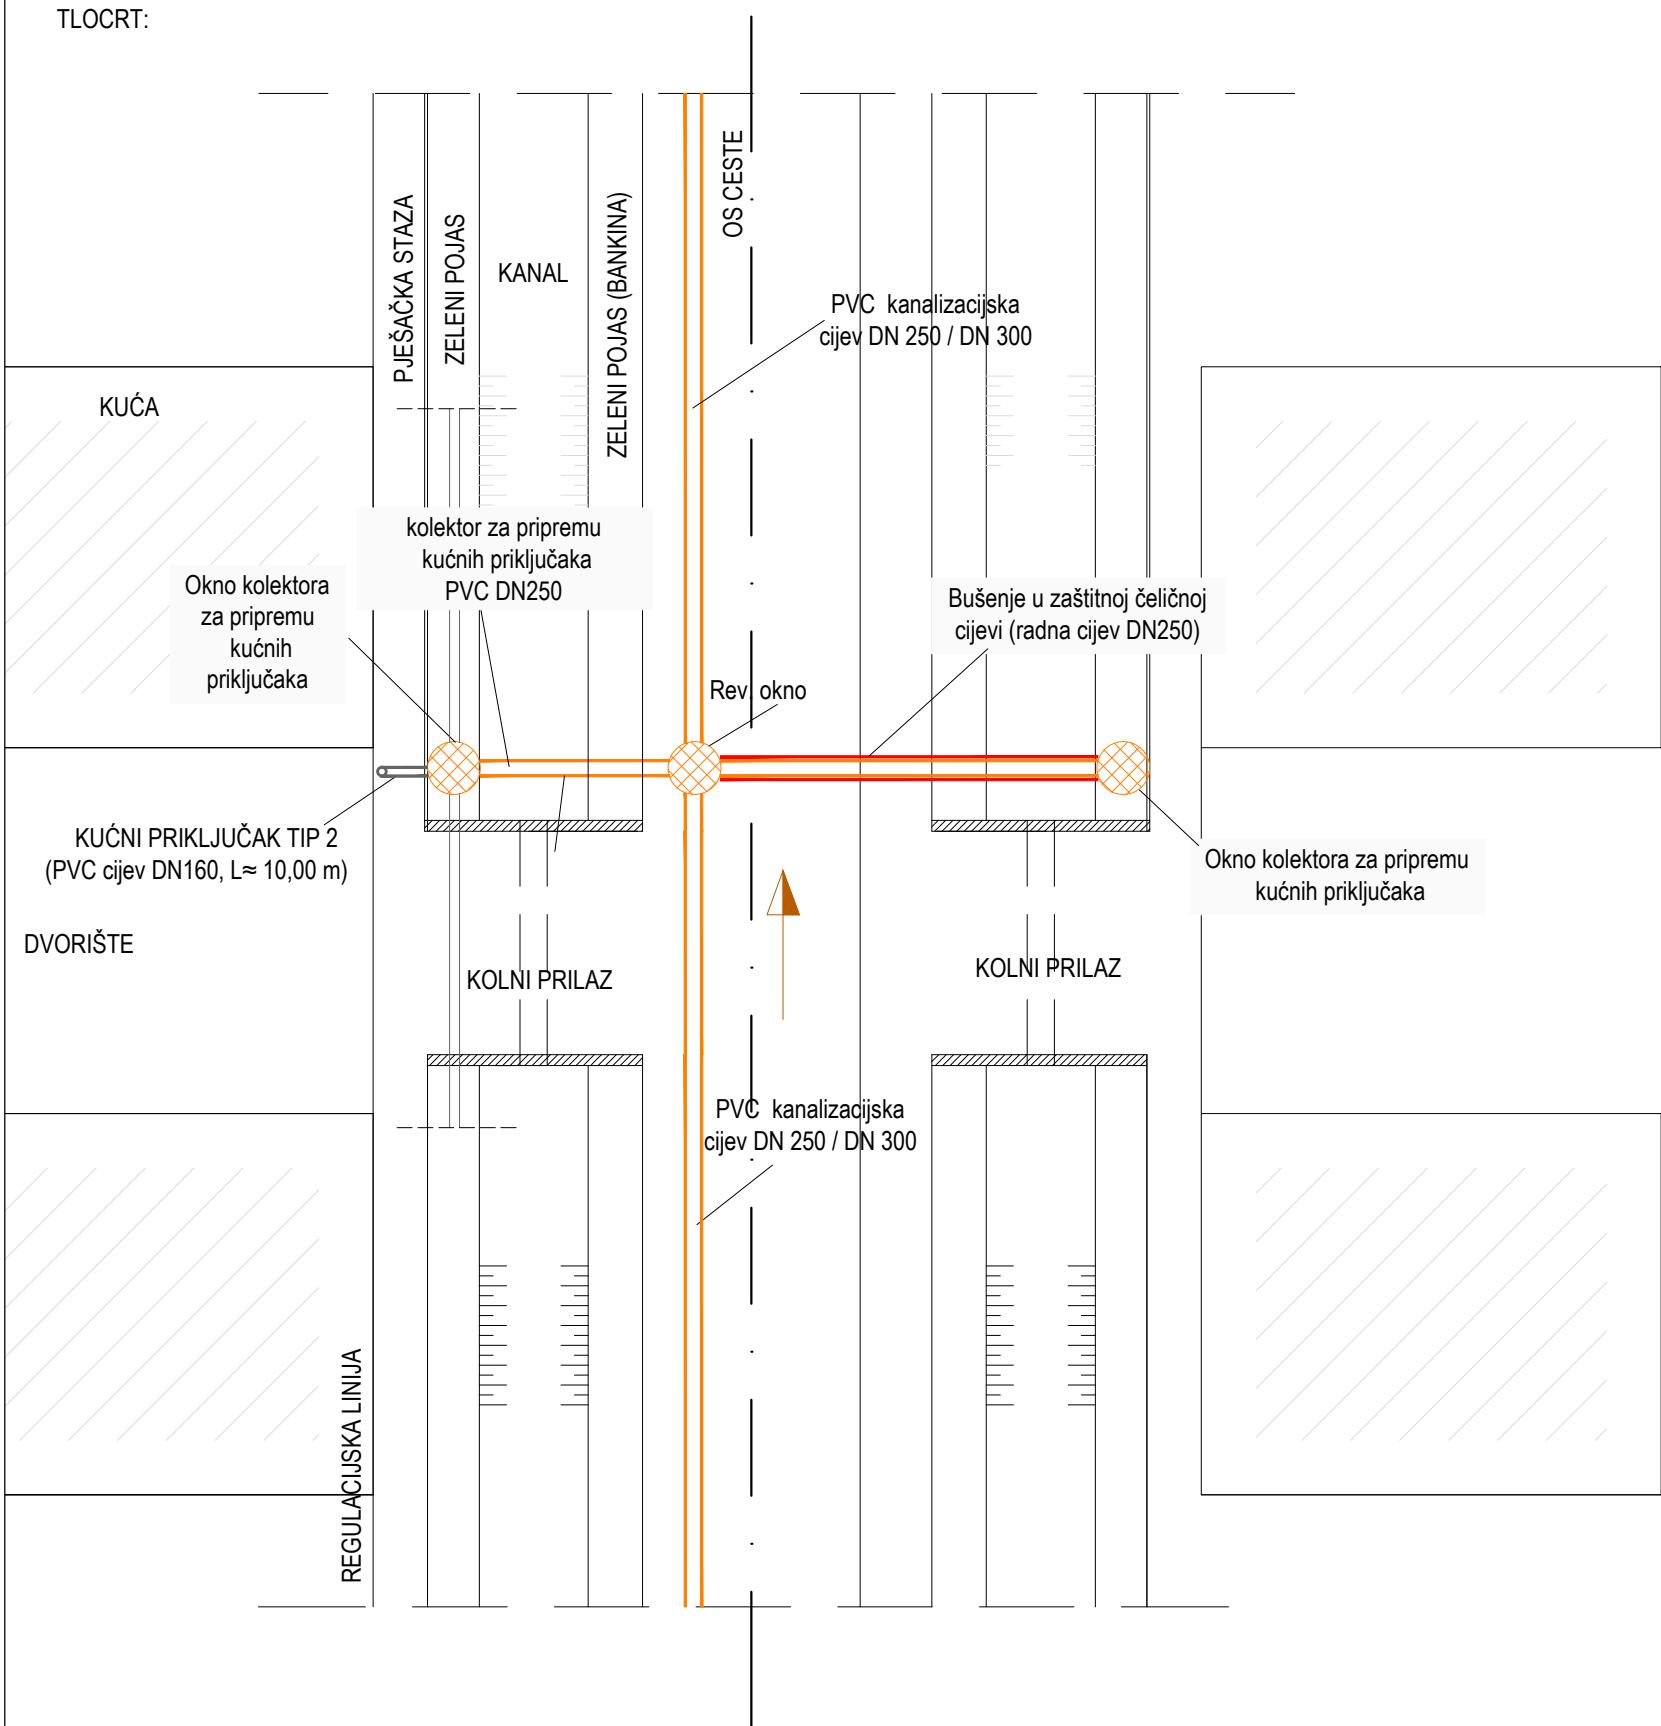 TLOCRT:
OS CESTE
PJEŠAČKA STAZA
ZELENI POJAS
KANAL
ZELENI POJAS (BANKINA)
PVC kanalizacijska
cijev DN 250 / DN 300
KUĆA
kolektor za pripremu
kućnih priključaka
PVC DN250
Okno kolektora
za pripremu
kućnih
priključaka
Bušenje u zaštitnoj čeličnoj
cijevi (radna cijev DN250)
Rev. okno
KUĆNI PRIKLJUČAK TIP 2
(PVC cijev DN160, L≈ 10,00 m)
Okno kolektora za pripremu
kućnih priključaka
DVORIŠTE
KOLNI PRILAZ
KOLNI PRILAZ
PVC kanalizacijska
cijev DN 250 / DN 300
REGULACIJSKA LINIJA